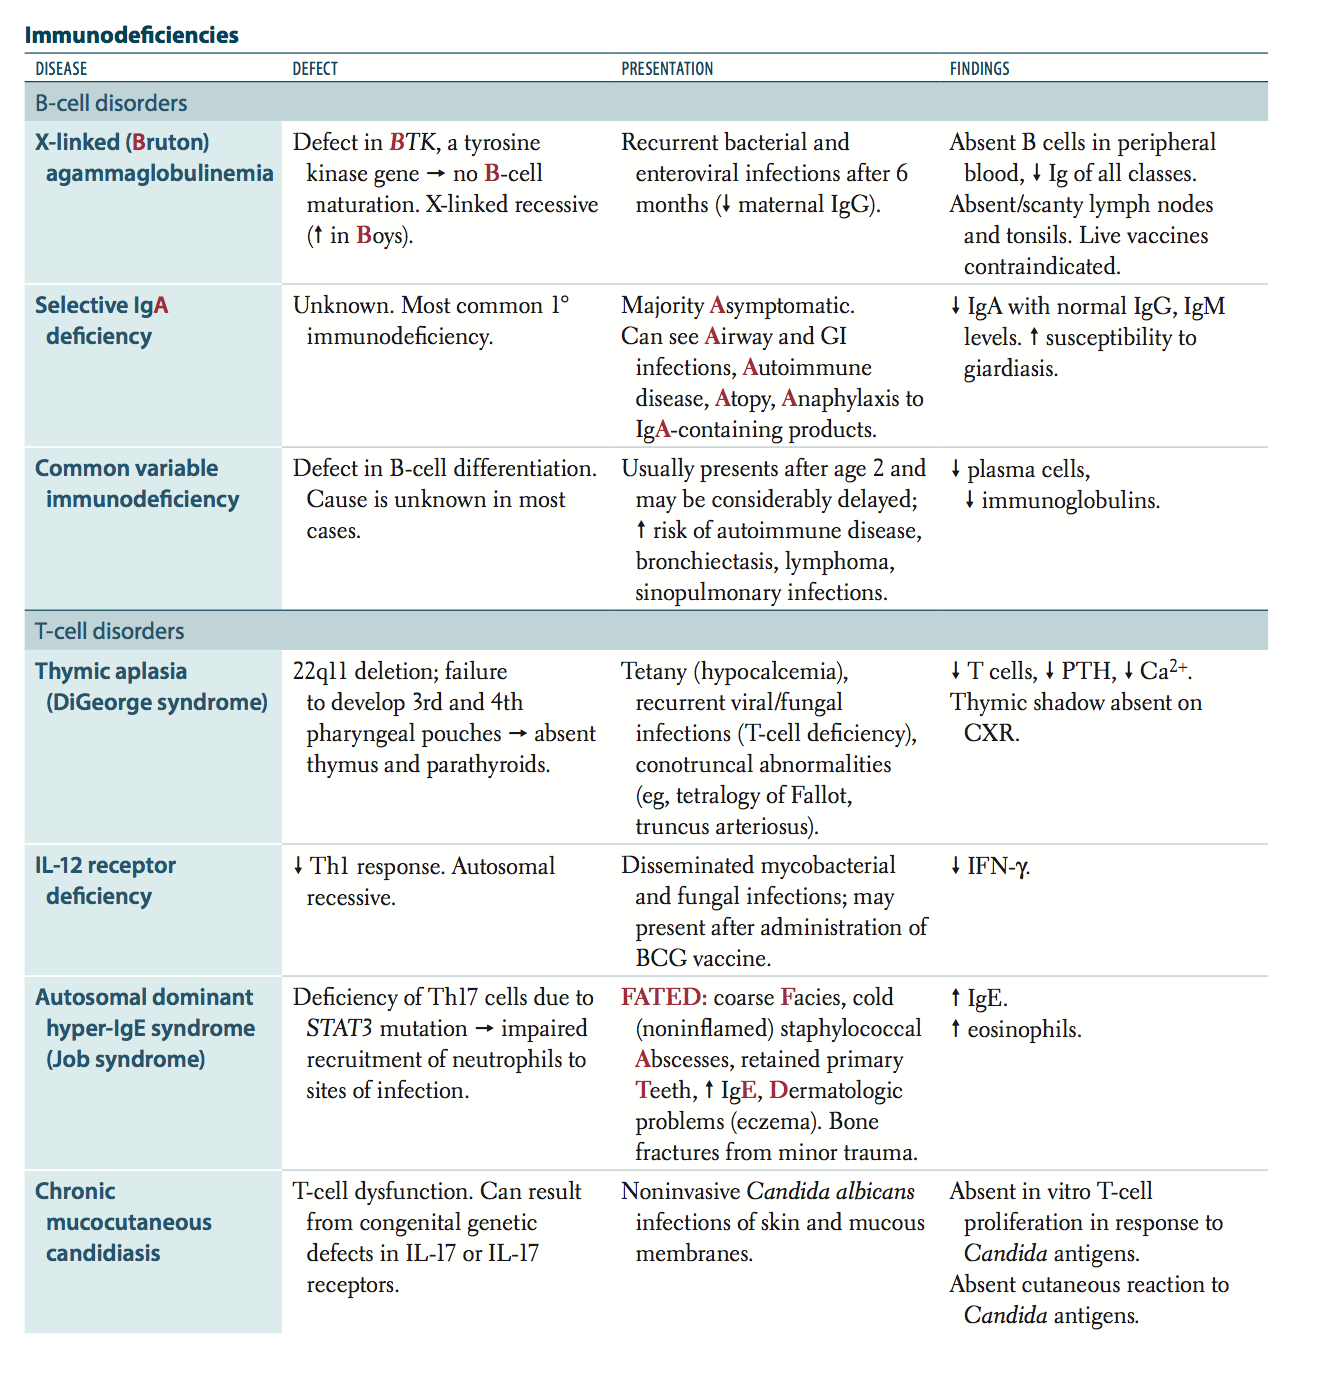 Immunodeficiencies
DISEASE DEFECT PRESENTATION FINDINGS
B-cell disorders
X-linked (Bruton)
agammaglobulinemia
Defect in BTK, a tyrosine
kinase gene → no B-cell
maturation. X-linked recessive
(↑ in Boys).
Recurrent bacterial and
enteroviral infections after 6
months (↓ maternal IgG).
Absent B cells in peripheral
blood, ↓ Ig of all classes.
Absent/scanty lymph nodes
and tonsils. Live vaccines
contraindicated.
Selective IgA
deficiency
Unknown. Most common 1°
immunodeficiency.
Majority Asymptomatic.
Can see Airway and GI
infections, Autoimmune
disease, Atopy, Anaphylaxis to
IgA-containing products.
↓ IgA with normal IgG, IgM
levels. ↑ susceptibility to
giardiasis.
Common variable
immunodeficiency
Defect in B-cell differentiation.
Cause is unknown in most
cases.
Usually presents after age 2 and
may be considerably delayed;
↑ risk of autoimmune disease,
bronchiectasis, lymphoma,
sinopulmonary infections.
↓ plasma cells,
↓ immunoglobulins.
T-cell disorders
Thymic aplasia
(DiGeorge syndrome)
22q11 deletion; failure
to develop 3rd and 4th
pharyngeal pouches → absent
thymus and parathyroids.
Tetany (hypocalcemia),
recurrent viral/fungal
infections (T-cell deficiency),
conotruncal abnormalities
(eg, tetralogy of Fallot,
truncus arteriosus).
↓ T cells, ↓ PTH, ↓ Ca²⁺.
Thymic shadow absent on
CXR.
IL-12 receptor
deficiency
↓ Th1 response. Autosomal
recessive.
Disseminated mycobacterial
and fungal infections; may
present after administration of
BCG vaccine.
↓ IFN-γ.
Autosomal dominant
hyper-IgE syndrome
(Job syndrome)
Deficiency of Th17 cells due to
STAT3 mutation → impaired
recruitment of neutrophils to
sites of infection.
FATED: coarse Facies, cold
(noninflamed) staphylococcal
Abscesses, retained primary
Teeth, ↑ IgE, Dermatologic
problems (eczema). Bone
fractures from minor trauma.
↑ IgE.
↑ eosinophils.
Chronic
mucocutaneous
candidiasis
T-cell dysfunction. Can result
from congenital genetic
defects in IL-17 or IL-17
receptors.
Noninvasive Candida albicans
infections of skin and mucous
membranes.
Absent in vitro T-cell
proliferation in response to
Candida antigens.
Absent cutaneous reaction to
Candida antigens.